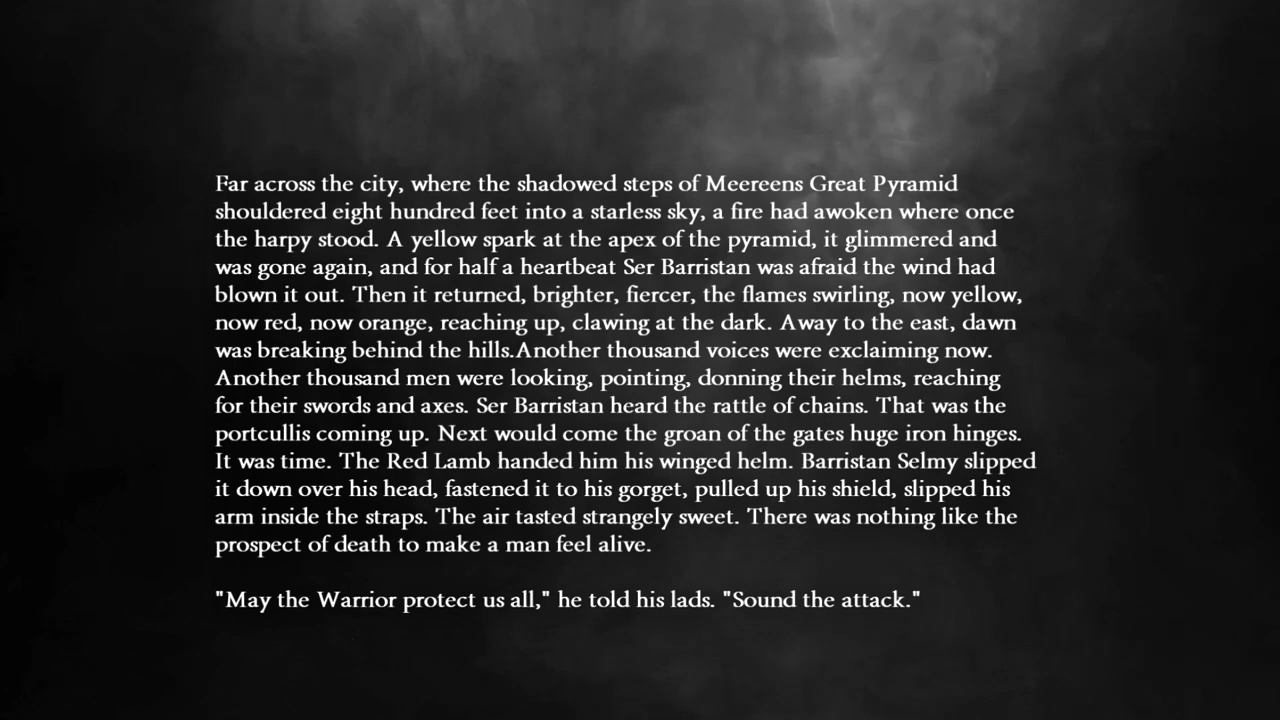 Far across the city, where the shadowed steps of Meereens Great Pyramid
shouldered eight hundred feet into a starless sky, a fire had awoken where once
the harpy stood. A yellow spark at the apex of the pyramid, it glimmered and
was gone again, and for half a heartbeat Ser Barristan was afraid the wind had
blown it out. Then it returned, brighter, fiercer, the flames swirling, now yellow,
now red, now orange, reaching up, clawing at the dark. Away to the east, dawn
was breaking behind the hills.Another thousand voices were exclaiming now.
Another thousand men were looking, pointing, donning their helms, reaching
for their swords and axes. Ser Barristan heard the rattle of chains. That was the
portcullis coming up. Next would come the groan of the gates huge iron hinges.
It was time. The Red Lamb handed him his winged helm. Barristan Selmy slipped
it down over his head, fastened it to his gorget, pulled up his shield, slipped his
arm inside the straps. The air tasted strangely sweet. There was nothing like the
prospect of death to make a man feel alive.
"May the Warrior protect us all," he told his lads. "Sound the attack."